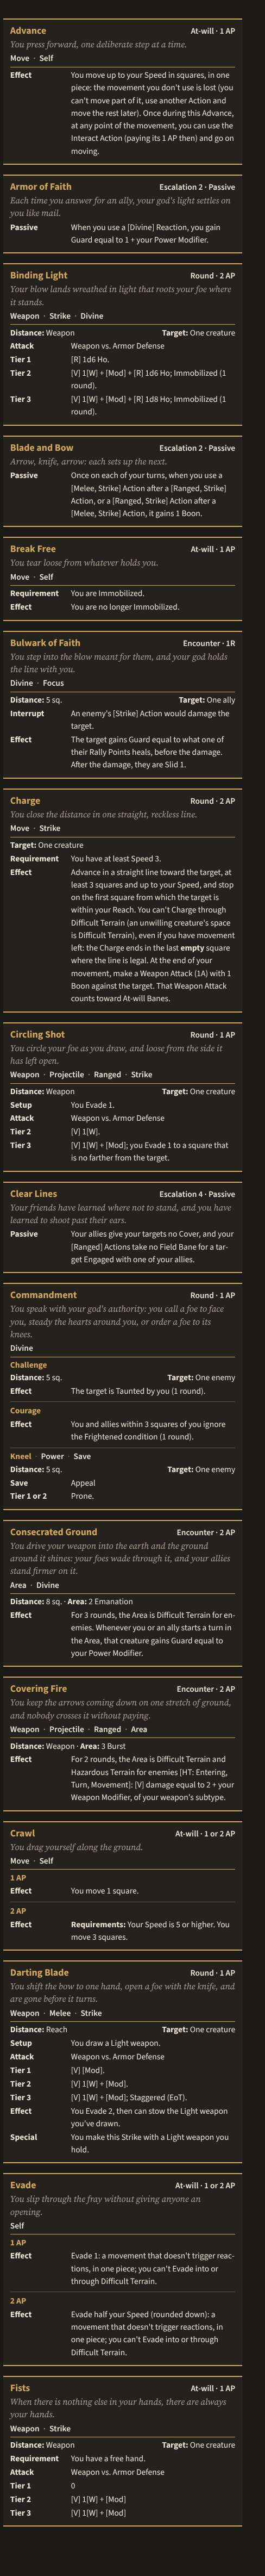 Advance At-will · 1 AP
You press forward, one deliberate step at a time.
Move · Self
Effect You move up to your Speed in squares, in one
piece: the movement you don't use is lost (you
can't move part of it, use another Action and
move the rest later). Once during this Advance,
at any point of the movement, you can use the
Interact Action (paying its 1 AP then) and go on
moving.
Armor of Faith Escalation 2 · Passive
Each time you answer for an ally, your god's light settles on
you like mail.
Passive When you use a [Divine] Reaction, you gain
Guard equal to 1 + your Power Modifier.
Binding Light Round · 2 AP
Your blow lands wreathed in light that roots your foe where
it stands.
Weapon · Strike · Divine
Distance: Weapon Target: One creature
Attack Weapon vs. Armor Defense
Tier 1 [R] 1d6 Ho.
Tier 2 [V] 1[W] + [Mod] + [R] 1d6 Ho; Immobilized (1
round).
Tier 3 [V] 1[W] + [Mod] + [R] 1d8 Ho; Immobilized (1
round).
Blade and Bow Escalation 2 · Passive
Arrow, knife, arrow: each sets up the next.
Passive Once on each of your turns, when you use a
[Melee, Strike] Action after a [Ranged, Strike]
Action, or a [Ranged, Strike] Action after a
[Melee, Strike] Action, it gains 1 Boon.
Break Free At-will · 1 AP
You tear loose from whatever holds you.
Move · Self
Requirement You are Immobilized.
Effect You are no longer Immobilized.
Bulwark of Faith Encounter · 1R
You step into the blow meant for them, and your god holds
the line with you.
Divine · Focus
Distance: 5 sq. Target: One ally
Interrupt An enemy's [Strike] Action would damage the
target.
Effect The target gains Guard equal to what one of
their Rally Points heals, before the damage.
After the damage, they are Slid 1.
Charge Round · 2 AP
You close the distance in one straight, reckless line.
Move · Strike
Target: One creature
Requirement You have at least Speed 3.
Effect Advance in a straight line toward the target, at
least 3 squares and up to your Speed, and stop
on the first square from which the target is
within your Reach. You can't Charge through
Difficult Terrain (an unwilling creature's space
is Difficult Terrain), even if you have movement
left: the Charge ends in the last empty square
where the line is legal. At the end of your
movement, make a Weapon Attack (1A) with 1
Boon against the target. That Weapon Attack
counts toward At-will Banes.
Circling Shot Round · 1 AP
You circle your foe as you draw, and loose from the side it
has left open.
Weapon · Projectile · Ranged · Strike
Distance: Weapon Target: One creature
Setup You Evade 1.
Attack Weapon vs. Armor Defense
Tier 2 [V] 1[W].
Tier 3 [V] 1[W] + [Mod]; you Evade 1 to a square that
is no farther from the target.
Clear Lines Escalation 4 · Passive
Your friends have learned where not to stand, and you have
learned to shoot past their ears.
Passive Your allies give your targets no Cover, and your
[Ranged] Actions take no Field Bane for a tar-
get Engaged with one of your allies.
Commandment Round · 1 AP
You speak with your god's authority: you call a foe to face
you, steady the hearts around you, or order a foe to its
knees.
Divine
Challenge
Distance: 5 sq. Target: One enemy
Effect The target is Taunted by you (1 round).
Courage
Effect You and allies within 3 squares of you ignore
the Frightened condition (1 round).
Kneel · Power · Save
Distance: 5 sq. Target: One enemy
Save Appeal
Tier 1 or 2 Prone.
Consecrated Ground Encounter · 2 AP
You drive your weapon into the earth and the ground
around it shines: your foes wade through it, and your allies
stand firmer on it.
Area · Divine
Distance: 8 sq. · Area: 2 Emanation
Effect For 3 rounds, the Area is Difficult Terrain for en-
emies. Whenever you or an ally starts a turn in
the Area, that creature gains Guard equal to
your Power Modifier.
Covering Fire Encounter · 2 AP
You keep the arrows coming down on one stretch of ground,
and nobody crosses it without paying.
Weapon · Projectile · Ranged · Area
Distance: Weapon · Area: 3 Burst
Effect For 2 rounds, the Area is Difficult Terrain and
Hazardous Terrain for enemies [HT: Entering,
Turn, Movement]: [V] damage equal to 2 + your
Weapon Modifier, of your weapon's subtype.
Crawl At-will · 1 or 2 AP
You drag yourself along the ground.
Move · Self
1 AP
Effect You move 1 square.
2 AP
Effect Requirements: Your Speed is 5 or higher. You
move 3 squares.
Darting Blade Round · 1 AP
You shift the bow to one hand, open a foe with the knife, and
are gone before it turns.
Weapon · Melee · Strike
Distance: Reach Target: One creature
Setup You draw a Light weapon.
Attack Weapon vs. Armor Defense
Tier 1 [V] [Mod].
Tier 2 [V] 1[W] + [Mod].
Tier 3 [V] 1[W] + [Mod]; Staggered (EoT).
Effect You Evade 2, then can stow the Light weapon
you've drawn.
Special You make this Strike with a Light weapon you
hold.
Evade At-will · 1 or 2 AP
You slip through the fray without giving anyone an
opening.
Self
1 AP
Effect Evade 1: a movement that doesn't trigger reac-
tions, in one piece; you can't Evade into or
through Difficult Terrain.
2 AP
Effect Evade half your Speed (rounded down): a
movement that doesn't trigger reactions, in
one piece; you can't Evade into or through
Difficult Terrain.
Fists At-will · 1 AP
When there is nothing else in your hands, there are always
your hands.
Weapon · Strike
Distance: Weapon Target: One creature
Requirement You have a free hand.
Attack Weapon vs. Armor Defense
Tier 1 0
Tier 2 [V] 1[W] + [Mod]
Tier 3 [V] 1[W] + [Mod]